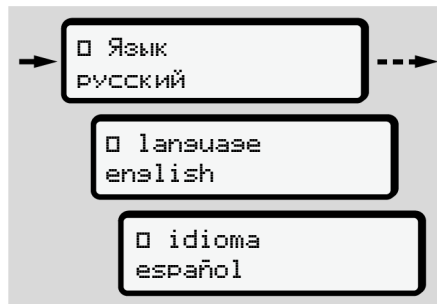 □ Язык
русский
□ language
english
□ idioma
español